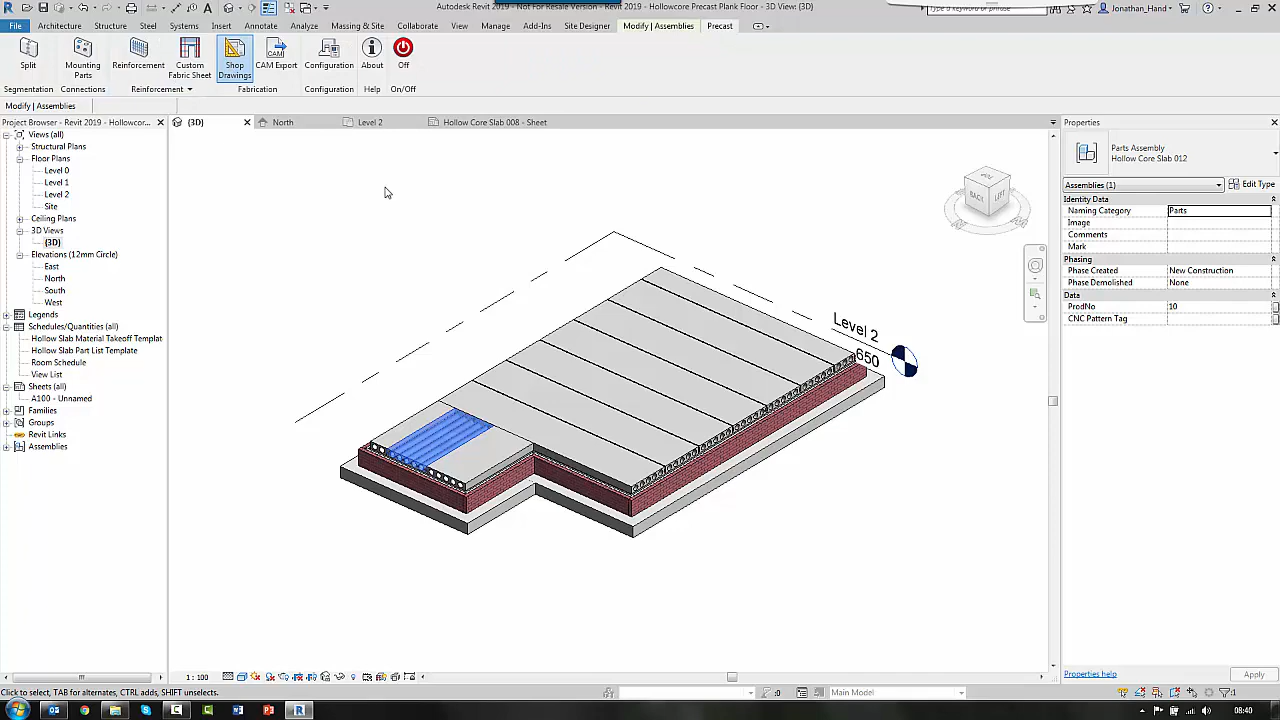 Autodesk Revit 2019 - Not For Resale Version - Revit 2019 - Hollowcore Precast Plank Floor - 3D View: {3D}
Type a keyword or phrase
Jonathan_Hand
File Architecture Structure Steel Systems Insert Annotate Analyze Massing & Site Collaborate View Manage Add-Ins Site Designer Modify | Assemblies Precast
Split
Mounting Parts
Reinforcement
Custom Fabric Sheet
Shop Drawings
CAM
CAM Export
Configuration
About
Off
Segmentation Connections Reinforcement Fabrication Configuration Help On/Off
Modify | Assemblies
Project Browser - Revit 2019 - Hollowcor...
{3D}
North
Level 2
Hollow Core Slab 008 - Sheet
Properties
Views (all)
Structural Plans
Floor Plans
Level 0
Level 1
Level 2
Site
Ceiling Plans
3D Views
{3D}
Elevations (12mm Circle)
East
North
South
West
Legends
Schedules/Quantities (all)
Hollow Slab Material Takeoff Templat
Hollow Slab Part List Template
Room Schedule
View List
Sheets (all)
A100 - Unnamed
Families
Groups
Revit Links
Assemblies
Level 2
650
BACK
LEFT
Parts Assembly
Hollow Core Slab 012
Assemblies (1)
Edit Type
Identity Data
Naming Category Parts
Image
Comments
Mark
Phasing
Phase Created New Construction
Phase Demolished None
Data
ProdNo 10
CNC Pattern Tag
Properties help
Apply
1 : 100
Click to select, TAB for alternates, CTRL adds, SHIFT unselects.
:0
Main Model
:1
08:40